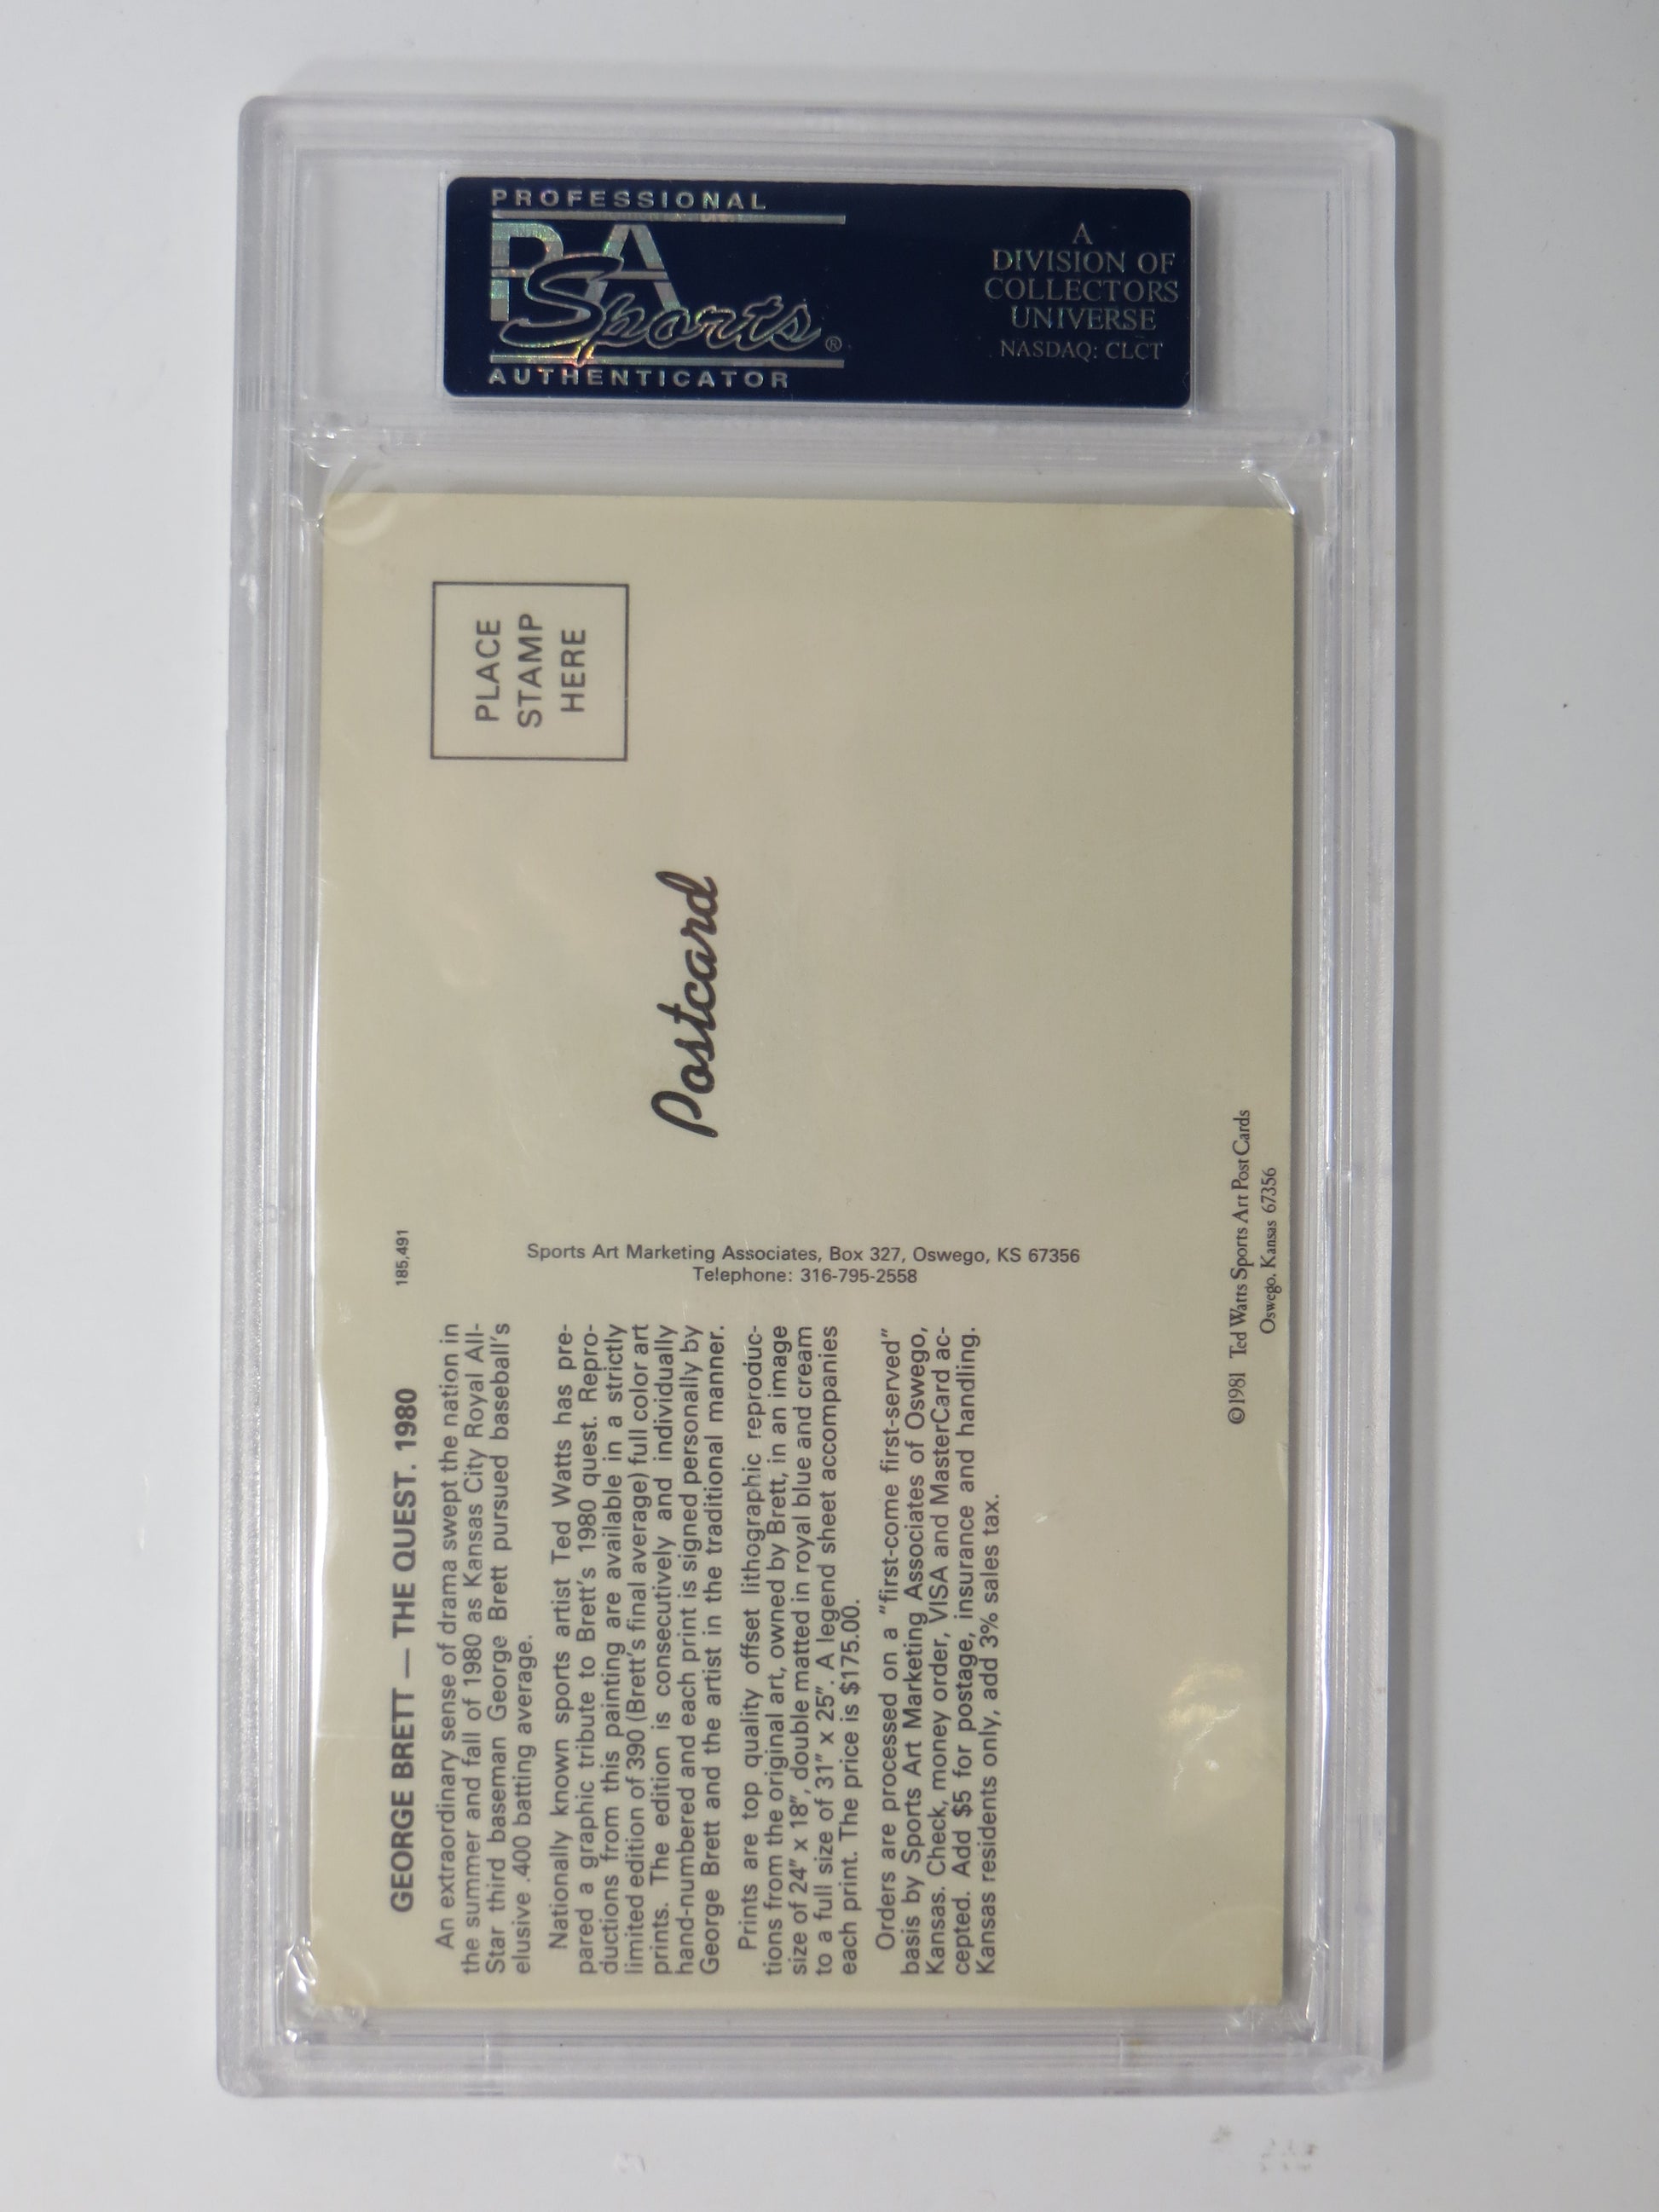 PROFESSIONAL
PSA
Sports®
AUTHENTICATOR
A
DIVISION OF
COLLECTORS
UNIVERSE
NASDAQ: CLCT
GEORGE BRETT — THE QUEST. 1980
An extraordinary sense of drama swept the nation in
the summer and fall of 1980 as Kansas City Royal All-
Star third baseman George Brett pursued baseball's
elusive .400 batting average.
Nationally known sports artist Ted Watts has pre-
pared a graphic tribute to Brett's 1980 quest. Repro-
ductions from this painting are available in a strictly
limited edition of 390 (Brett's final average) full color art
prints. The edition is consecutively and individually
hand-numbered and each print is signed personally by
George Brett and the artist in the traditional manner.
Prints are top quality offset lithographic reproduc-
tions from the original art, owned by Brett, in an image
size of 24" x 18", double matted in royal blue and cream
to a full size of 31" x 25". A legend sheet accompanies
each print. The price is $175.00.
Orders are processed on a "first-come first-served"
basis by Sports Art Marketing Associates of Oswego,
Kansas. Check, money order, VISA and MasterCard ac-
cepted. Add $5 for postage, insurance and handling.
Kansas residents only, add 3% sales tax.
185,491
Sports Art Marketing Associates, Box 327, Oswego, KS 67356
Telephone: 316-795-2558
Postcard
PLACE
STAMP
HERE
©1981 Ted Watts Sports Art Post Cards
Oswego, Kansas 67356